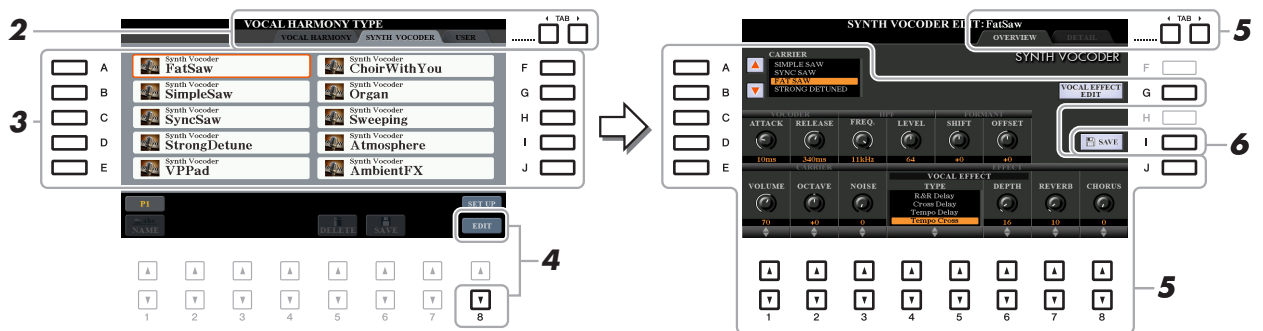 2
VOCAL HARMONY TYPE
VOCAL HARMONY SYNTH VOCODER USER
TAB
3
A
B
C
D
E
Synth Vocoder
FatSaw
Synth Vocoder
SimpleSaw
Synth Vocoder
SyncSaw
Synth Vocoder
StrongDetune
Synth Vocoder
VPPad
Synth Vocoder
ChoirWithYou
Synth Vocoder
Organ
Synth Vocoder
Sweeping
Synth Vocoder
Atmosphere
Synth Vocoder
AmbientFX
F
G
H
I
J
P1
SET UP
NAME
DELETE
SAVE
EDIT
4
1 2 3 4 5 6 7 8
SYNTH VOCODER EDIT:FatSaw
OVERVIEW DETAIL
TAB
5
A
B
C
D
E
CARRIER
SIMPLE SAW
SYNC SAW
FAT SAW
STRONG DETUNED
SYNTH VOCODER
VOCAL EFFECT
EDIT
VOCODER HPF FORMANT
ATTACK RELEASE FREQ. LEVEL SHIFT OFFSET
10ms 340ms 11kHz 64 +0 +0
SAVE
6
F
G
H
I
J
CARRIER EFFECT
VOCAL EFFECT
VOLUME OCTAVE NOISE TYPE DEPTH REVERB CHORUS
R&R Delay
Cross Delay
Tempo Delay
Tempo Cross
70 +0 0 16 10 0
5
1 2 3 4 5 6 7 8